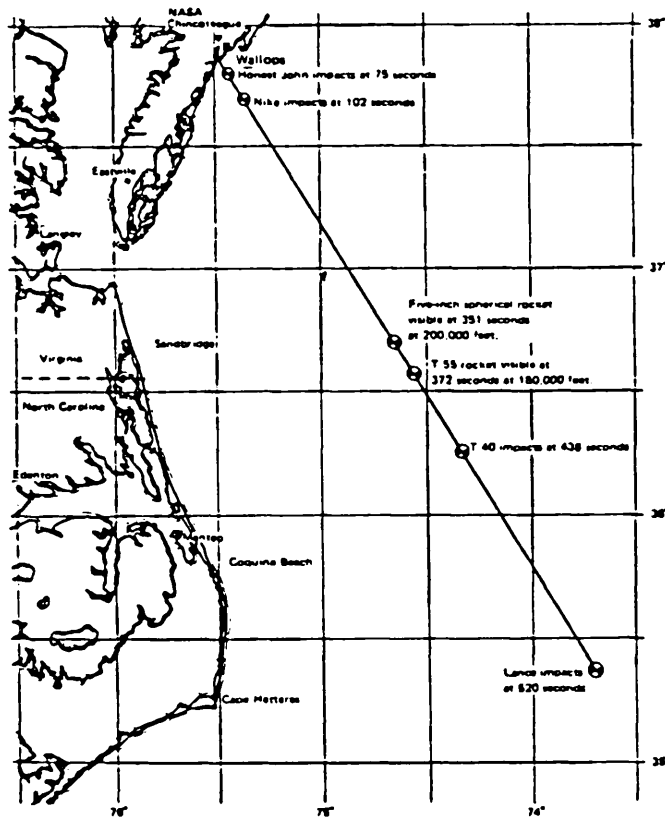 NASA
Chincoteague
38°
Wallops
Honest John impacts at 75 seconds
Nike impacts at 102 seconds
Eastville
Langley
37°
Five-inch spherical rocket
visible at 351 seconds
at 200,000 feet.
Sandbridge
Virginia
T 55 rocket visible at
372 seconds at 180,000 feet.
North Carolina
T 40 impacts at 438 seconds
Edenton
36°
Manteo
Coquina Beach
Lance impacts
at 520 seconds
Cape Hatteras
35°
76°
75°
74°